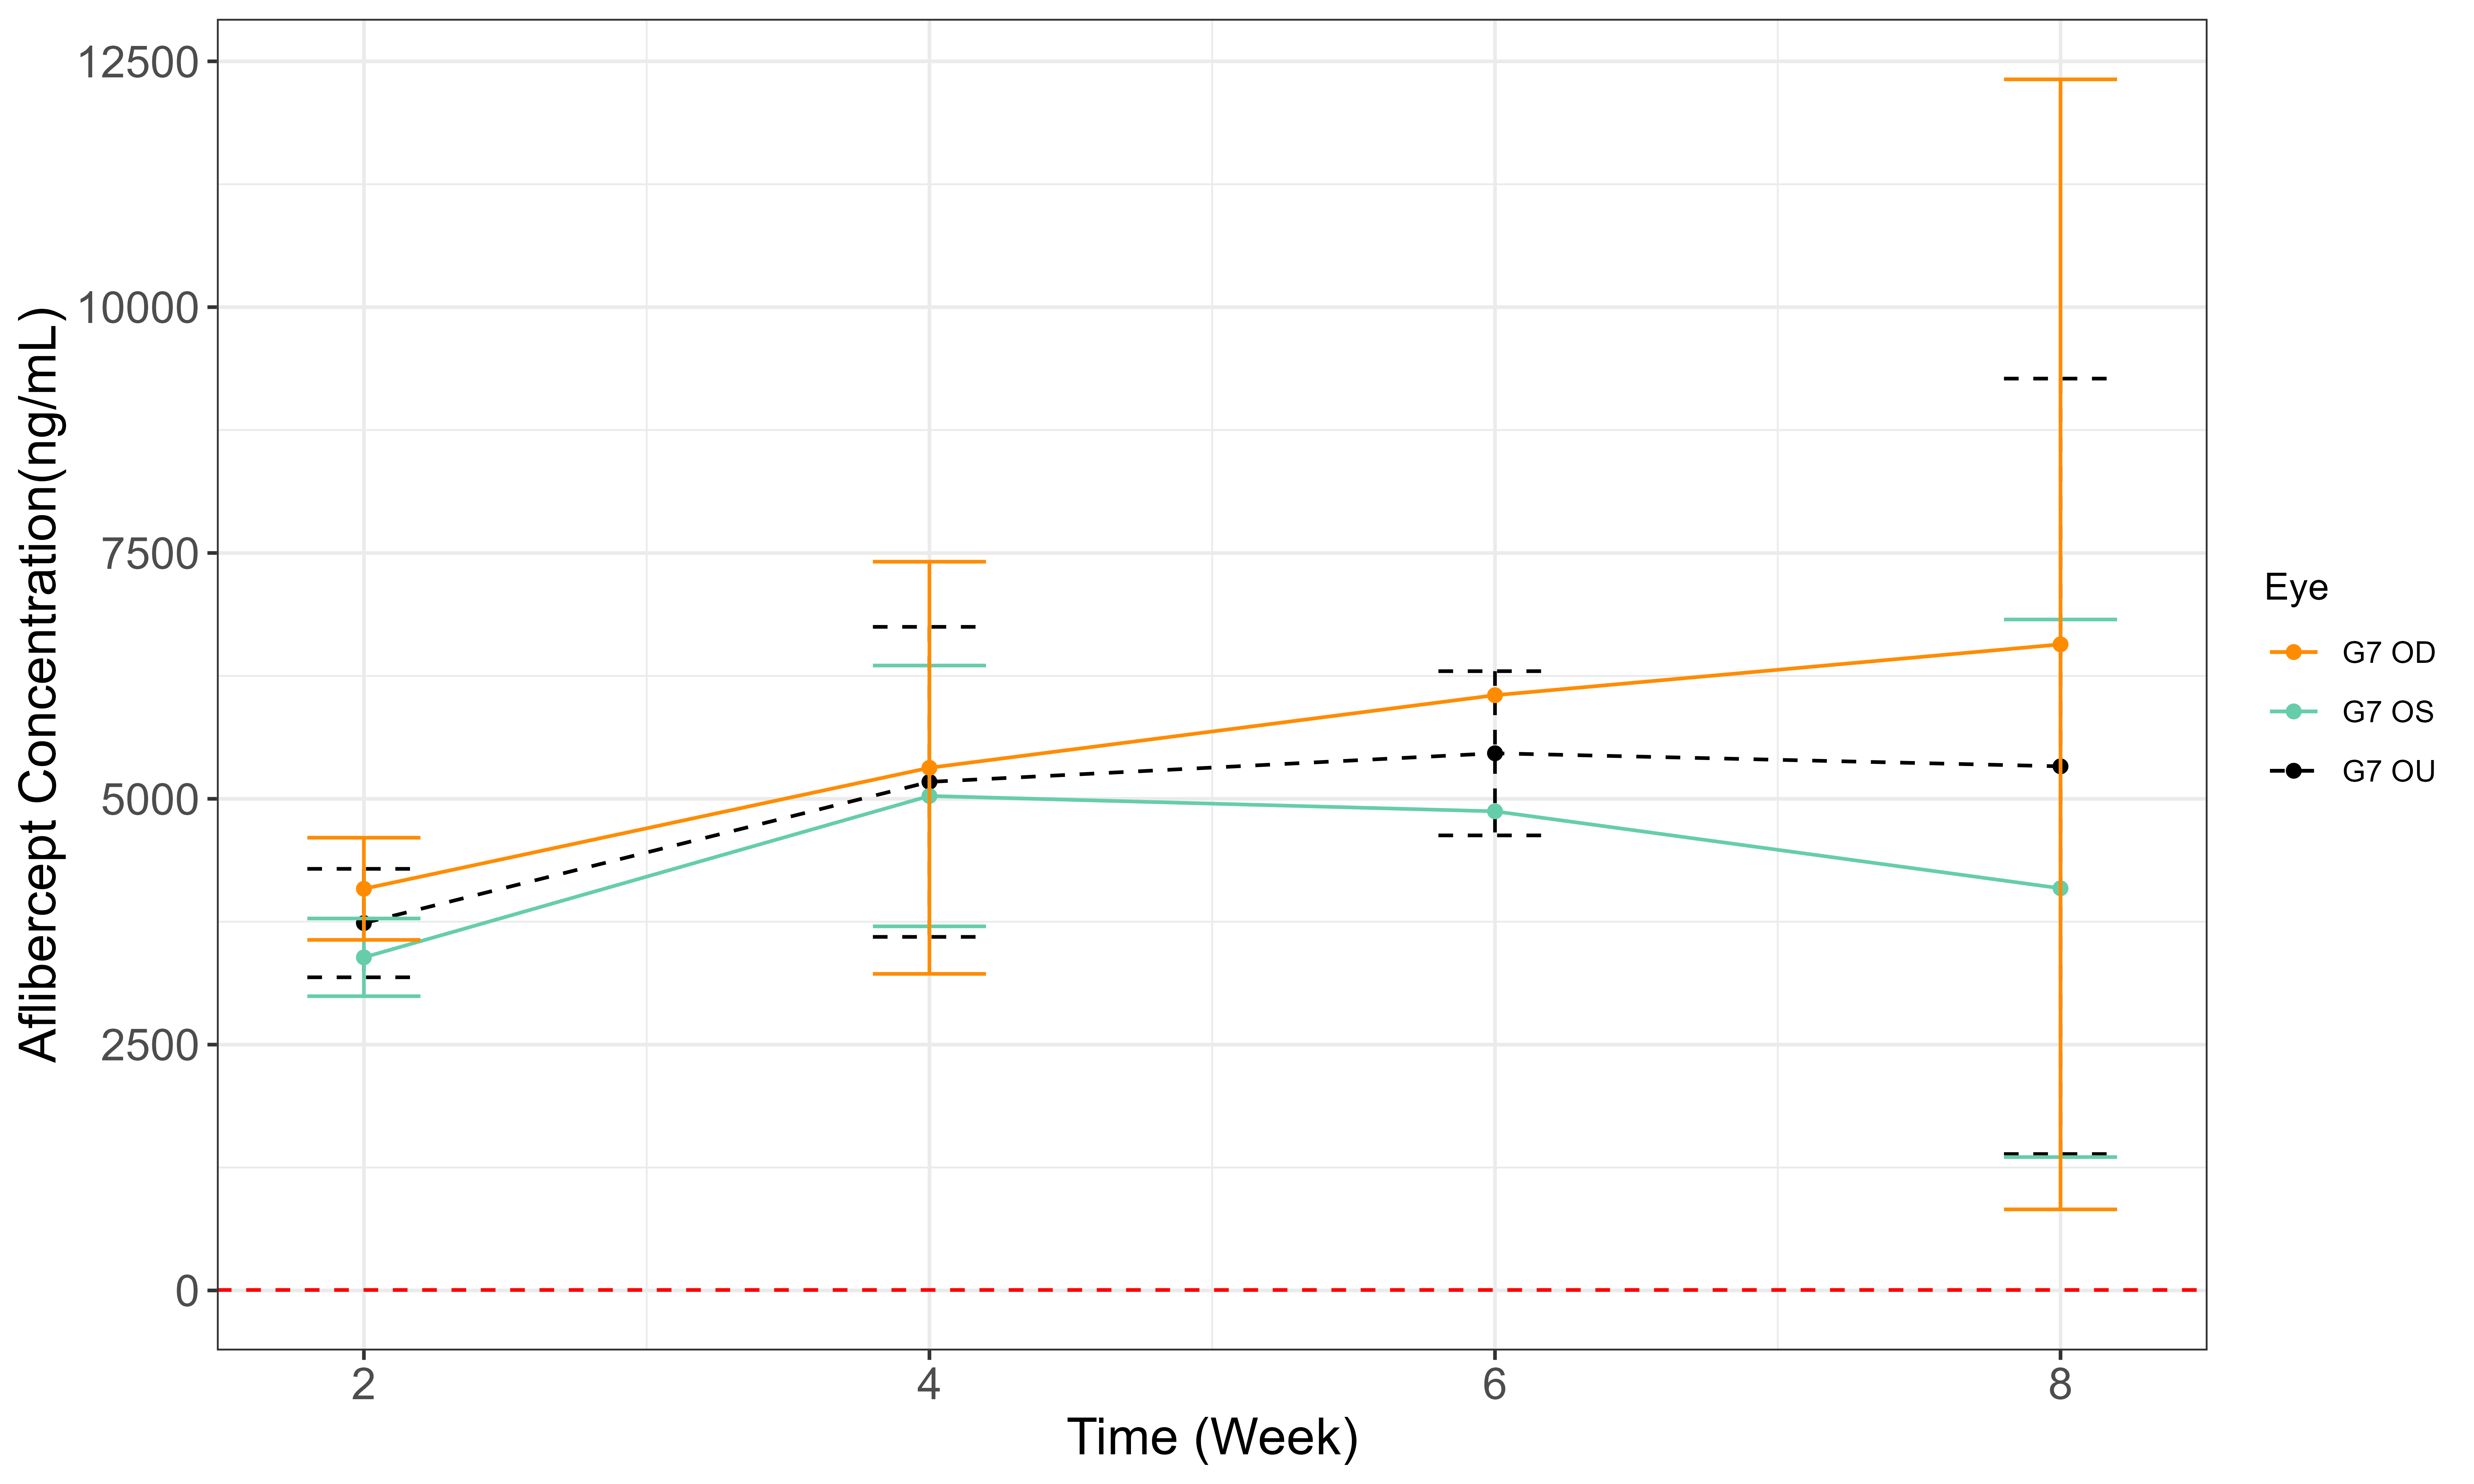 12500
10000
7500
5000
2500
0
Aflibercept Concentration(ng/mL)
2
4
6
8
Time (Week)
Eye
G7 OD
G7 OS
G7 OU